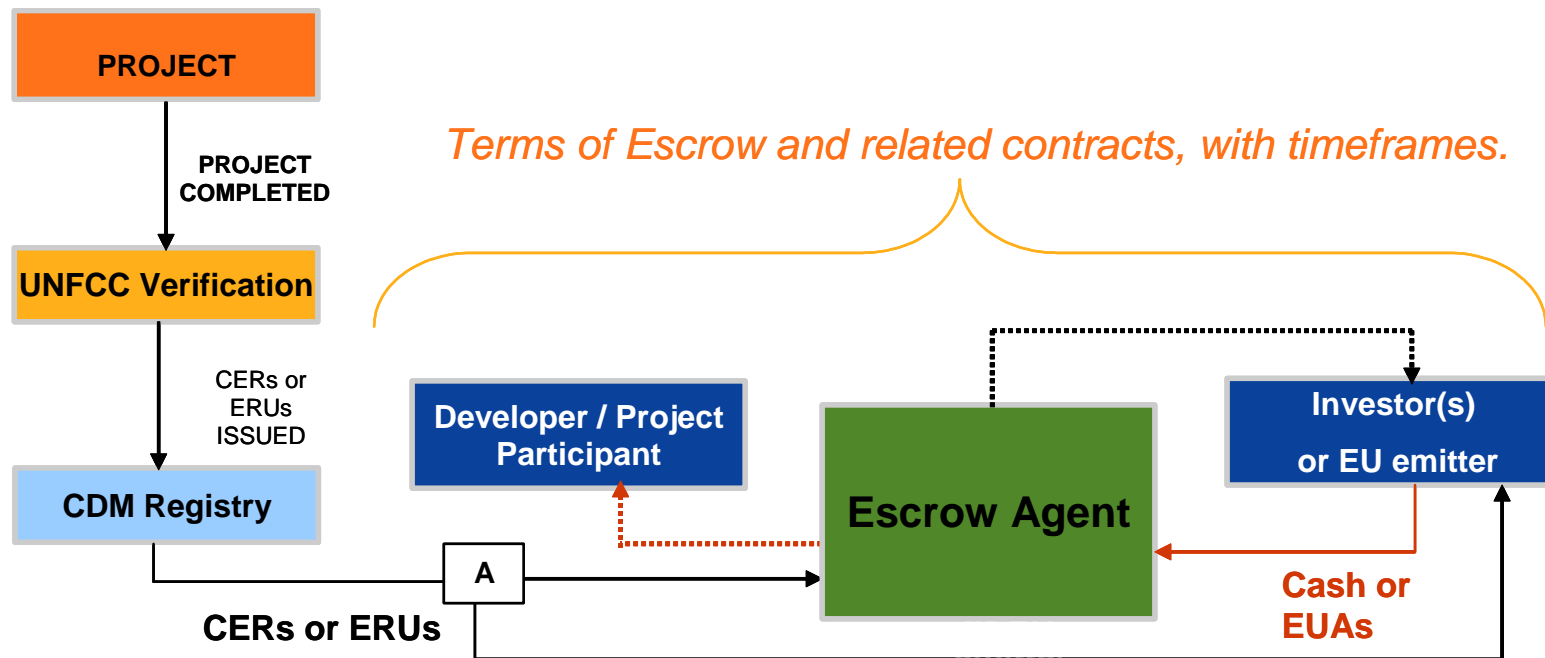 PROJECT
Terms of Escrow and related contracts, with timeframes.
PROJECT
COMPLETED
UNFCC Verification
CERs or
ERUs
ISSUED
Developer / Project
Participant
Investor(s)
or EU emitter
CDM Registry
Escrow Agent
A
Cash or
EUAs
CERs or ERUs